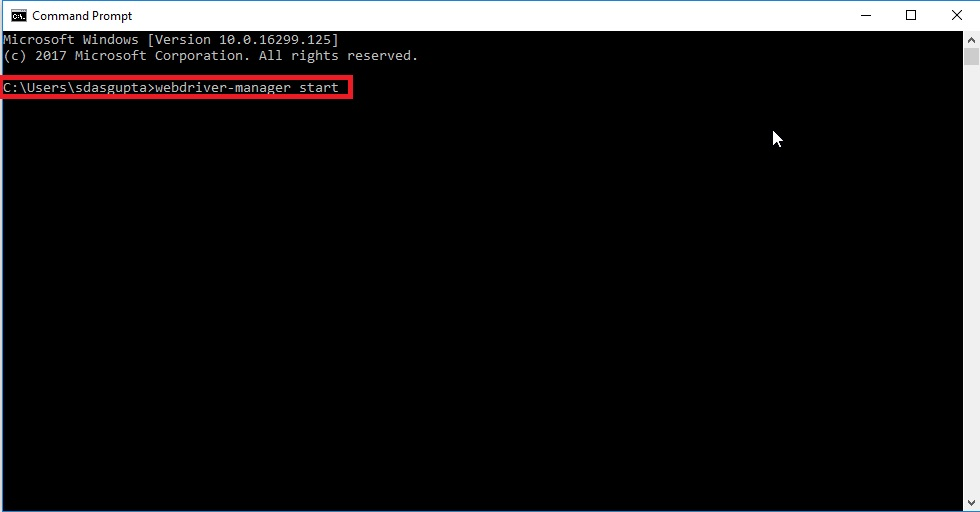 Command Prompt
Microsoft Windows [Version 10.0.16299.125]
(c) 2017 Microsoft Corporation. All rights reserved.
C:\Users\sdasgupta>webdriver-manager start